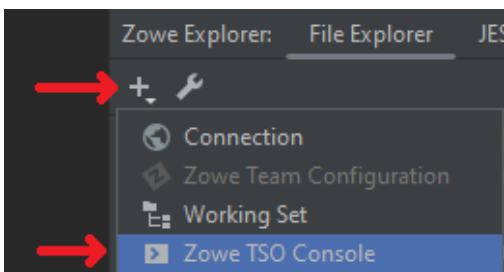 Zowe Explorer: File Explorer JES
Connection
Zowe Team Configuration
Working Set
Zowe TSO Console